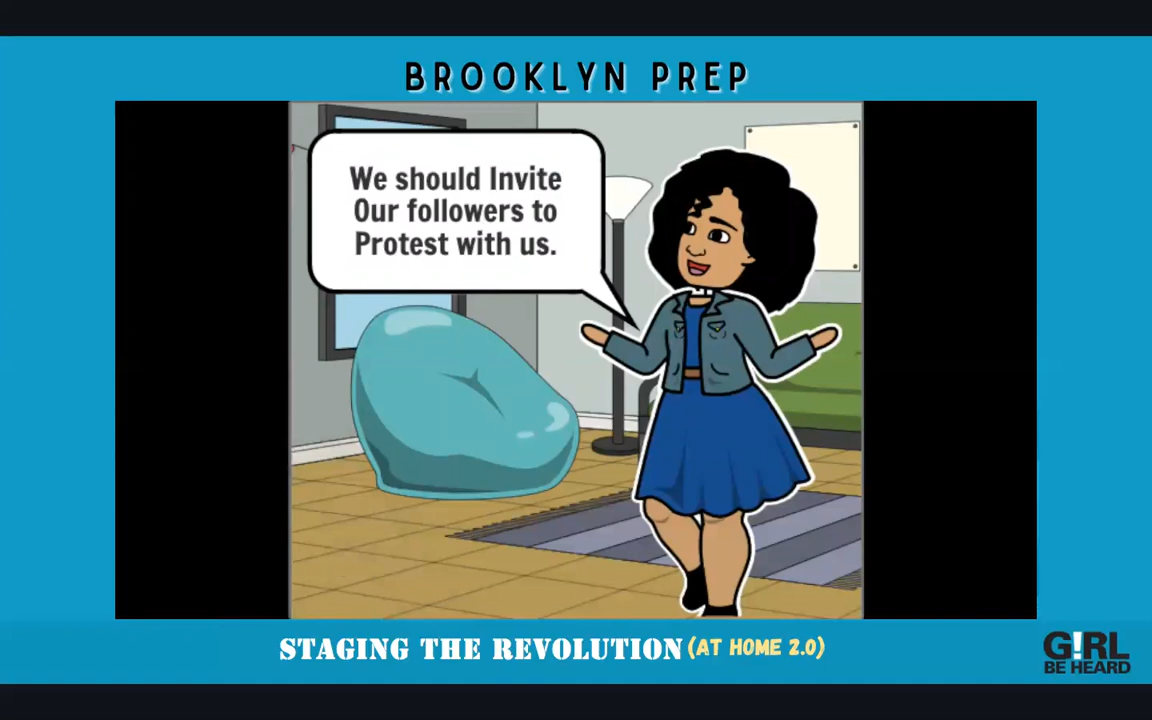 BROOKLYN PREP
We should Invite
Our followers to
Protest with us.
STAGING THE REVOLUTION (AT HOME 2.0)
G!RL
BE HEARD